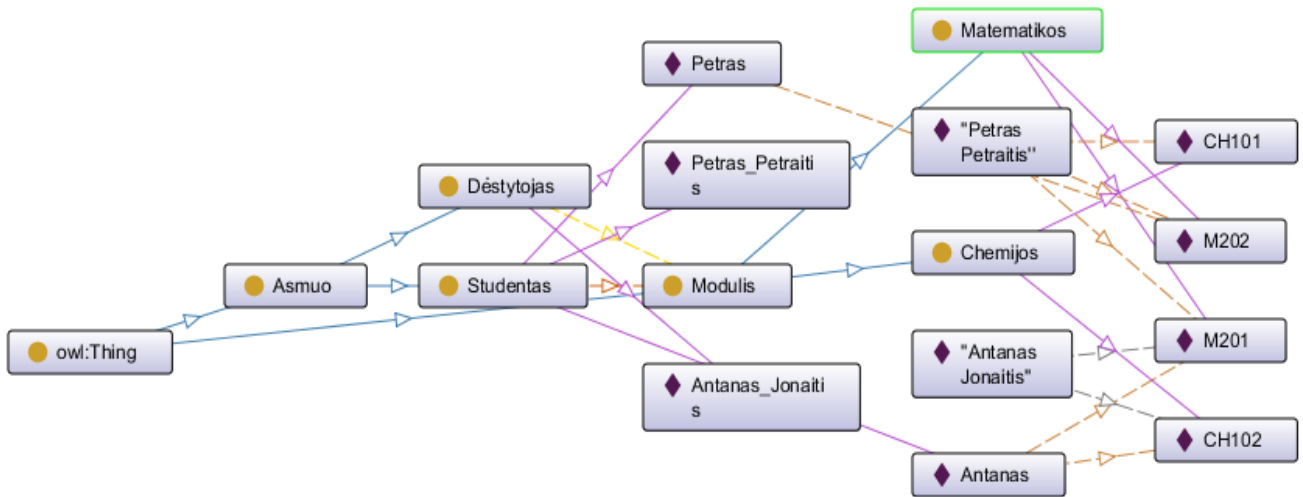 Matematikos
Petras
"Petras
Petraitis"
CH101
Petras_Petraiti
s
Dėstytojas
M202
Chemijos
Asmuo
Studentas
Modulis
owl:Thing
M201
"Antanas
Jonaitis"
Antanas_Jonaiti
s
CH102
Antanas